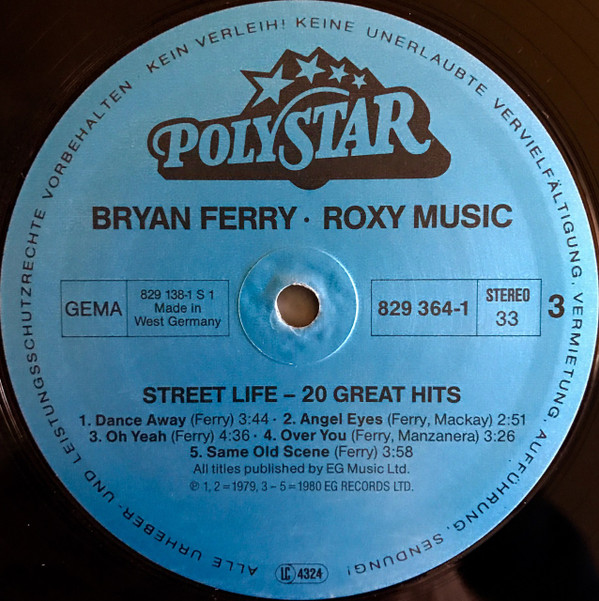 ALLE URHEBER- UND LEISTUNGSSCHUTZRECHTE VORBEHALTEN KEIN VERLEIH! KEINE UNERLAUBTE VERVIELFÄLTIGUNG, VERMIETUNG, AUFFÜHRUNG, SENDUNG!
POLYSTAR
BRYAN FERRY · ROXY MUSIC
GEMA
829 138-1 S 1
Made in
West Germany
829 364-1
STEREO
33
3
STREET LIFE – 20 GREAT HITS
1. Dance Away (Ferry) 3:44 · 2. Angel Eyes (Ferry, Mackay) 2:51
3. Oh Yeah (Ferry) 4:36 · 4. Over You (Ferry, Manzanera) 3:26
5. Same Old Scene (Ferry) 3:58
All titles published by EG Music Ltd.
℗ 1, 2 = 1979, 3 – 5 = 1980 EG RECORDS LTD.
LC 4324